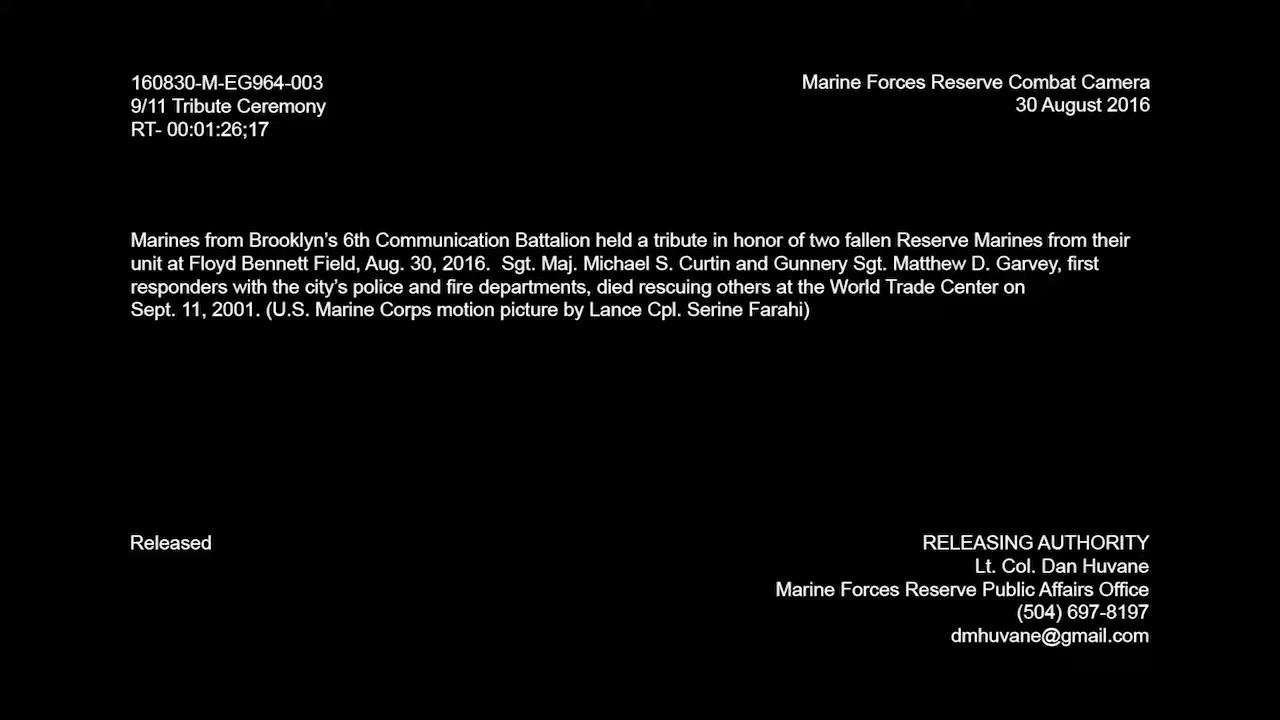 160830-M-EG964-003
9/11 Tribute Ceremony
RT- 00:01:26;17
Marine Forces Reserve Combat Camera
30 August 2016
Marines from Brooklyn’s 6th Communication Battalion held a tribute in honor of two fallen Reserve Marines from their
unit at Floyd Bennett Field, Aug. 30, 2016.  Sgt. Maj. Michael S. Curtin and Gunnery Sgt. Matthew D. Garvey, first
responders with the city’s police and fire departments, died rescuing others at the World Trade Center on
Sept. 11, 2001. (U.S. Marine Corps motion picture by Lance Cpl. Serine Farahi)
Released
RELEASING AUTHORITY
Lt. Col. Dan Huvane
Marine Forces Reserve Public Affairs Office
(504) 697-8197
dmhuvane@gmail.com